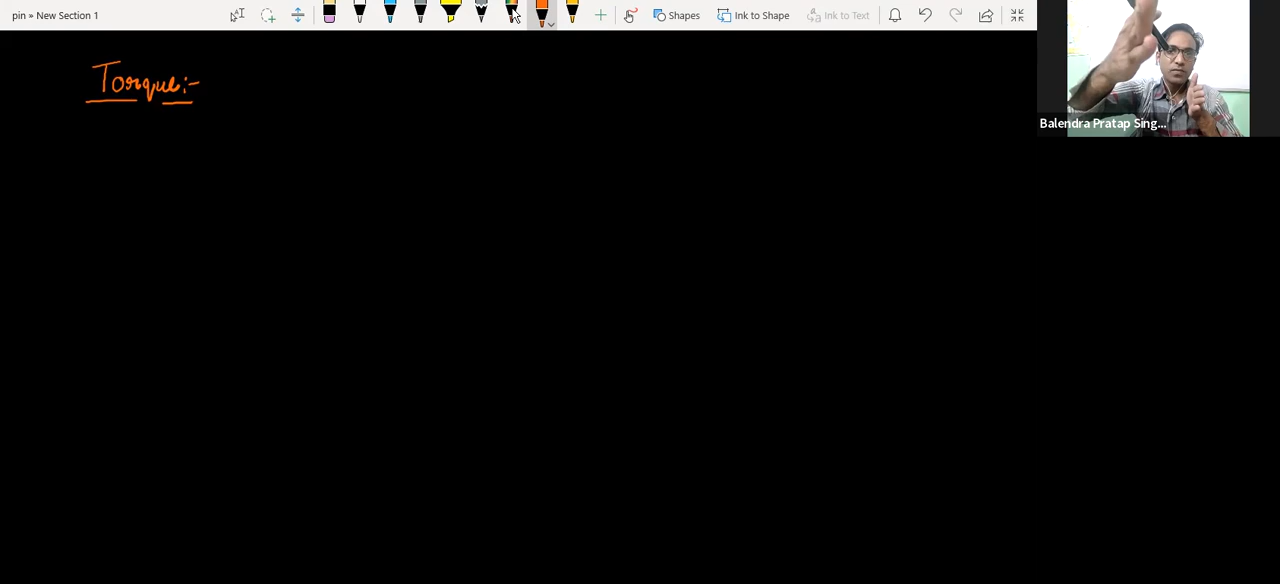 pin » New Section 1
Shapes
Ink to Shape
Ink to Text
Torque:-
Balendra Pratap Sing...